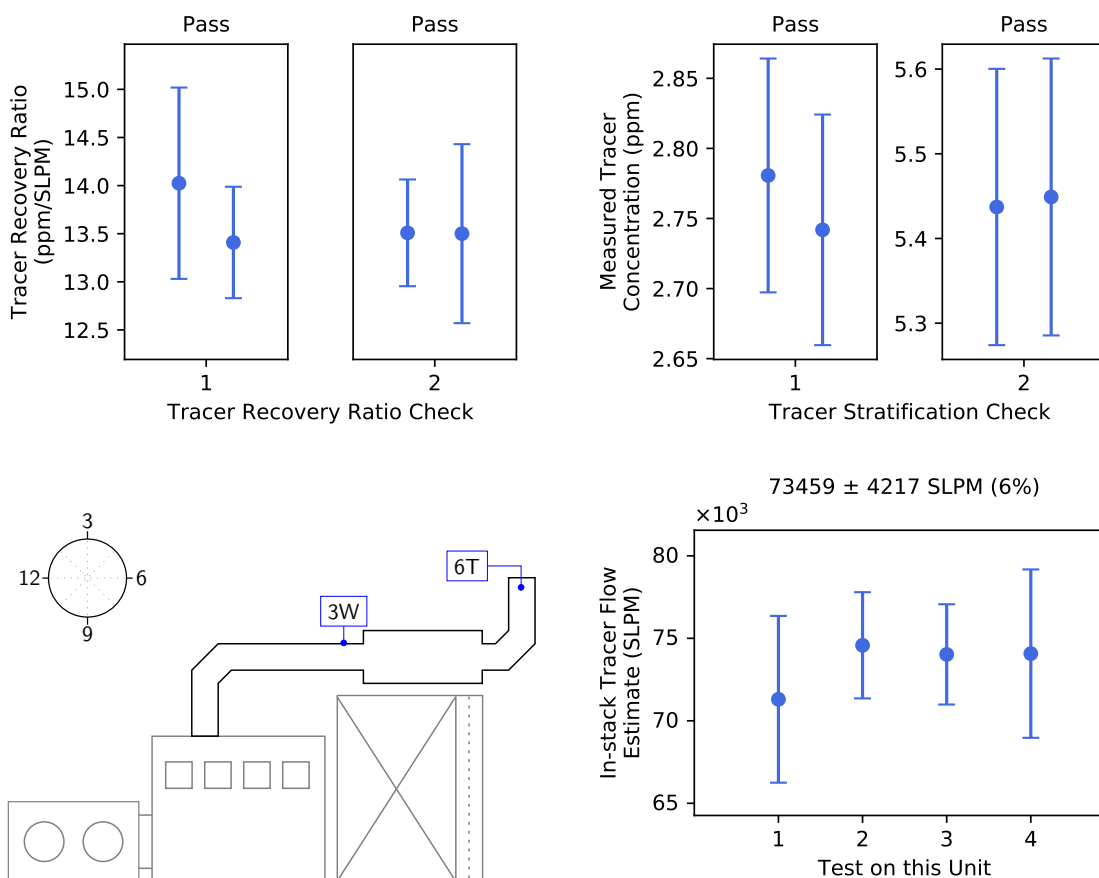 Pass
Pass
Tracer Recovery Ratio
(ppm/SLPM)
15.0
14.5
14.0
13.5
13.0
12.5
1
2
Tracer Recovery Ratio Check
Pass
Pass
Measured Tracer
Concentration (ppm)
2.85
2.80
2.75
2.70
2.65
5.6
5.5
5.4
5.3
1
2
Tracer Stratification Check
3
12
6
9
3W
6T
73459 ± 4217 SLPM (6%)
×10³
In-stack Tracer Flow
Estimate (SLPM)
80
75
70
65
1
2
3
4
Test on this Unit